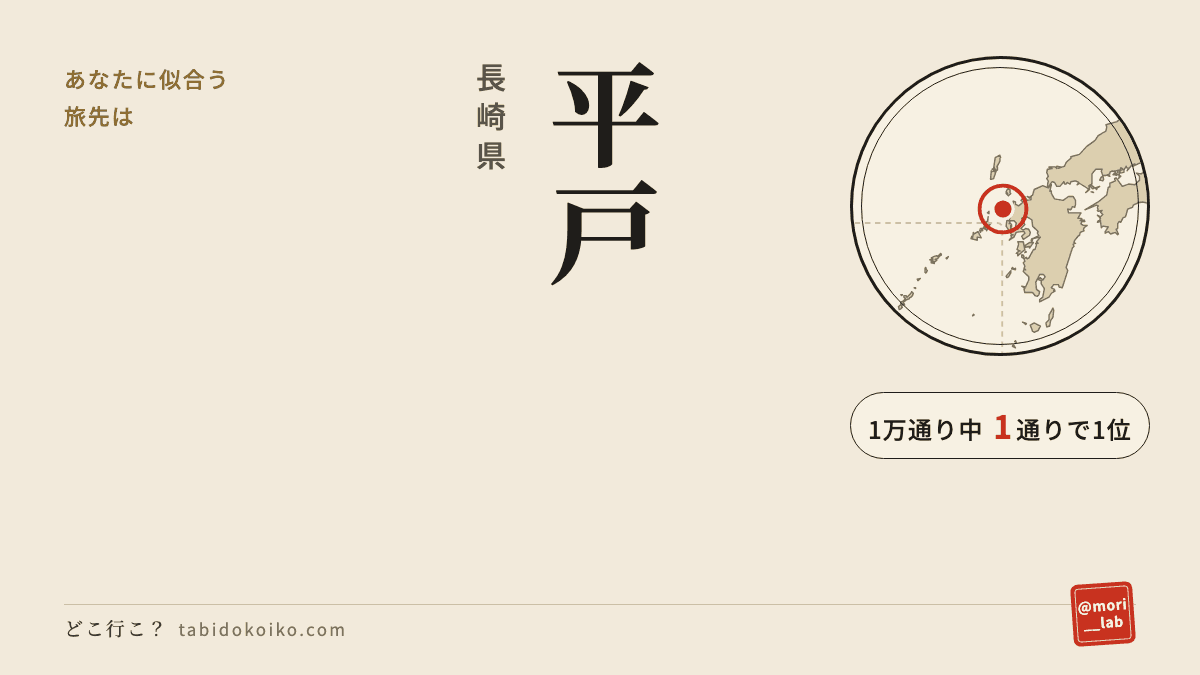 あなたに似合う
旅先は
平戸
長崎県
1万通り中 1通りで1位
どこ行こ？ tabidokoiko.com
@mori
__lab